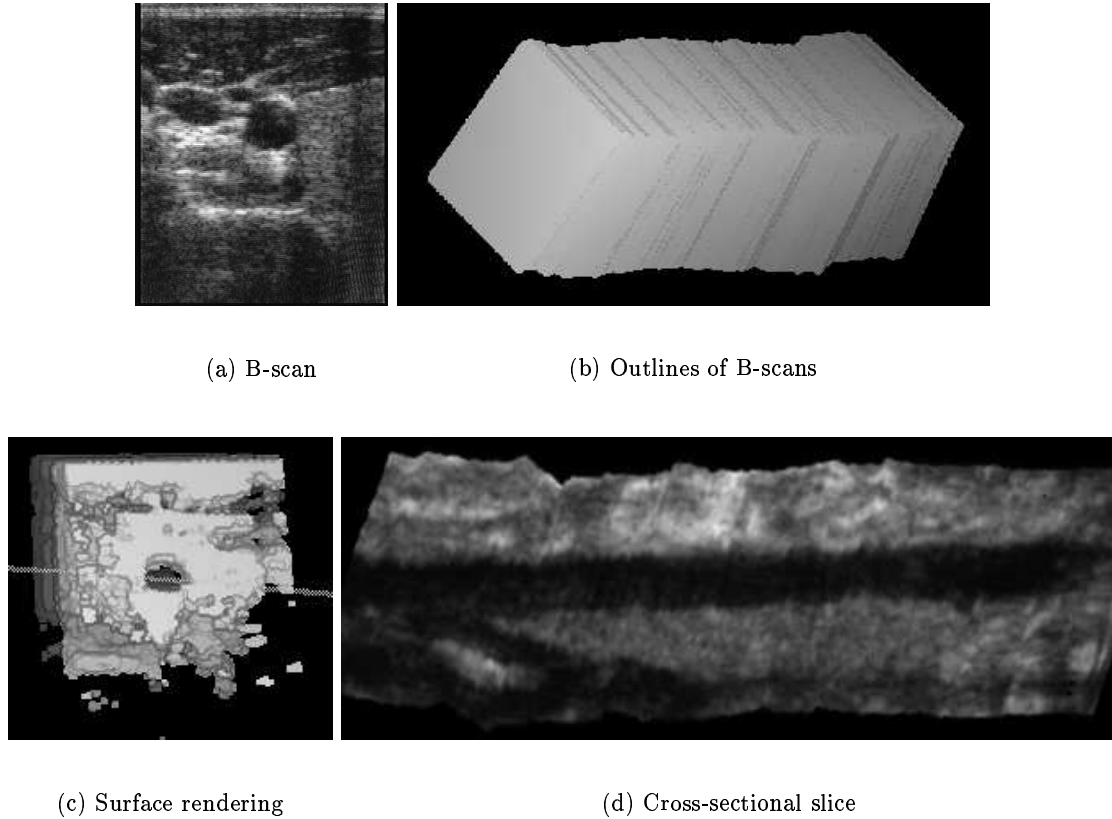 (a) B-scan
(b) Outlines of B-scans
(c) Surface rendering
(d) Cross-sectional slice